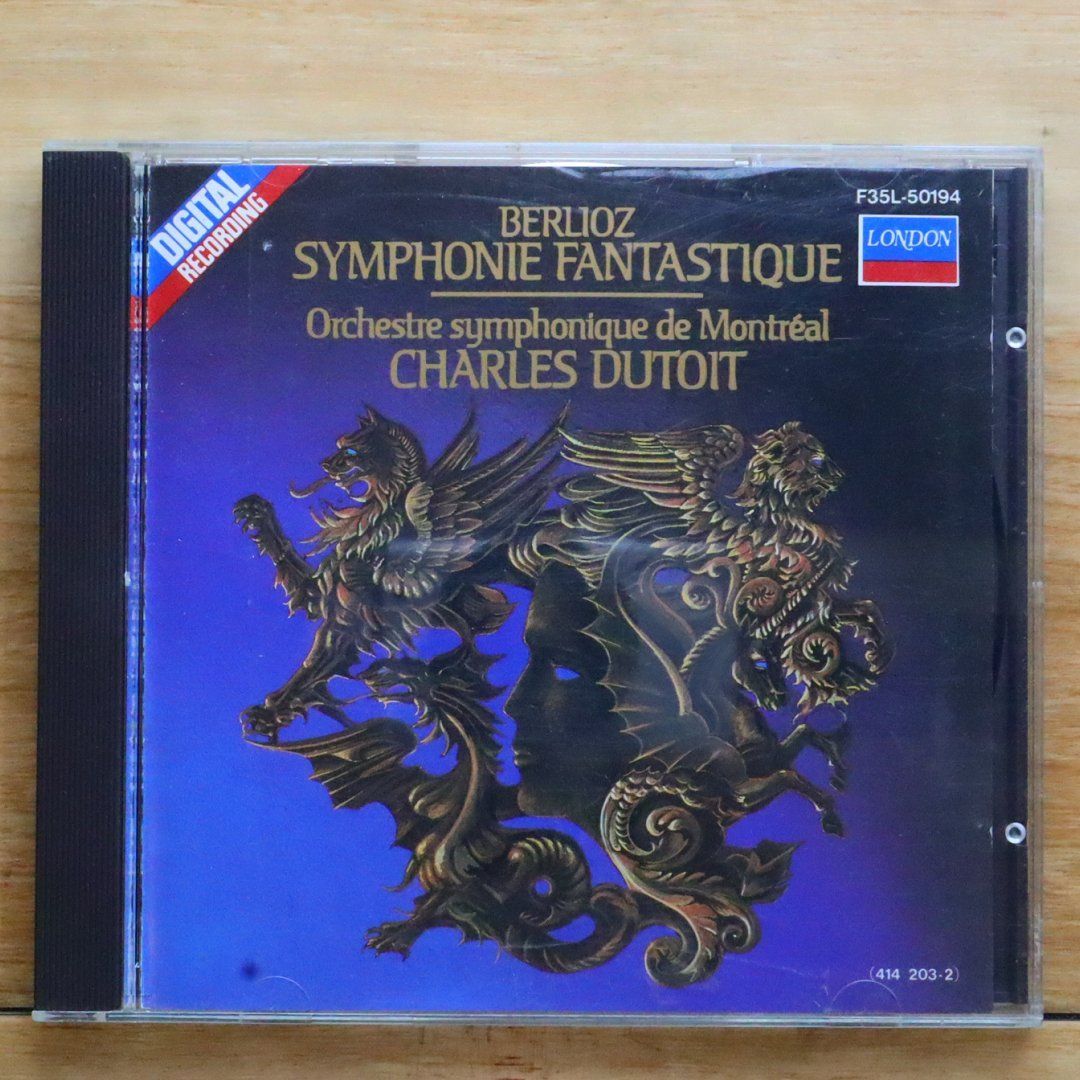 DIGITAL
RECORDING
F35L-50194
LONDON
BERLIOZ
SYMPHONIE FANTASTIQUE
Orchestre symphonique de Montréal
CHARLES DUTOIT
(414 203-2)